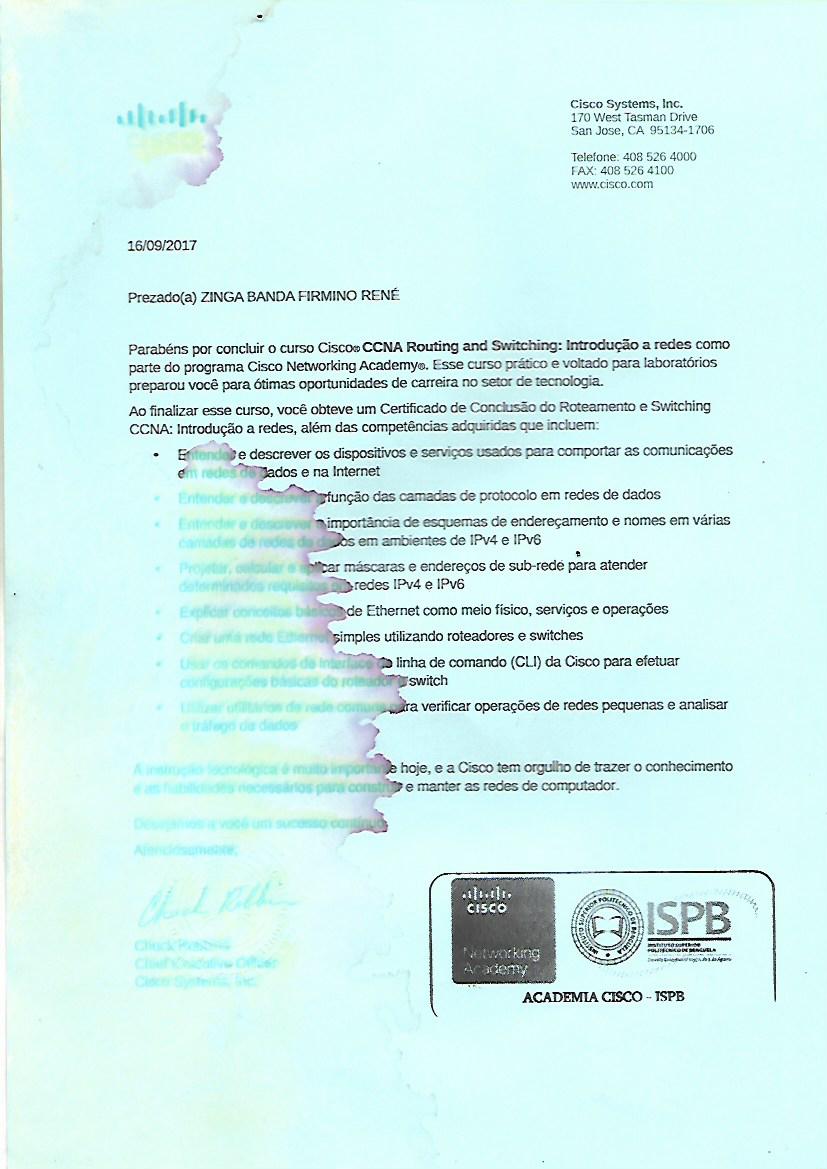 CISCO
Cisco Systems, Inc.
170 West Tasman Drive
San Jose, CA 95134-1706
Telefone: 408 526 4000
FAX: 408 526 4100
www.cisco.com
16/09/2017
Prezado(a) ZINGA BANDA FIRMINO RENÉ
Parabéns por concluir o curso Cisco® CCNA Routing and Switching: Introdução a redes como
parte do programa Cisco Networking Academy®. Esse curso prático e voltado para laboratórios
preparou você para ótimas oportunidades de carreira no setor de tecnologia.
Ao finalizar esse curso, você obteve um Certificado de Conclusão do Roteamento e Switching
CCNA: Introdução a redes, além das competências adquiridas que incluem:
• Entender e descrever os dispositivos e serviços usados para comportar as comunicações
em redes de dados e na Internet
• Entender e descrever função das camadas de protocolo em redes de dados
• Entender e descrever a importância de esquemas de endereçamento e nomes em várias
camadas de redes de dados em ambientes de IPv4 e IPv6
• Projetar, calcular e aplicar máscaras e endereços de sub-rede para atender
determinados requisitos redes IPv4 e IPv6
• Explicar conceitos básicos de Ethernet como meio físico, serviços e operações
• Criar uma rede Ethernet simples utilizando roteadores e switches
• Usar os comandos de interface da linha de comando (CLI) da Cisco para efetuar
configurações básicas do roteador e switch
• Utilizar utilitários de rede comuns para verificar operações de redes pequenas e analisar
o tráfego de dados
A instrução tecnológica é muito importante hoje, e a Cisco tem orgulho de trazer o conhecimento
e as habilidades necessários para construir e manter as redes de computador.
Desejamos a você um sucesso contínuo.
Atenciosamente,
Chuck Robbins
Chuck Robbins
Chief Executive Officer
Cisco Systems, Inc.
CISCO
Networking
Academy
INSTITUTO SUPERIOR POLITECNICO DE BENGUELA
ISPB
INSTITUTO SUPERIOR
POLITÉCNICO DE BENGUELA
ACADEMIA CISCO - ISPB